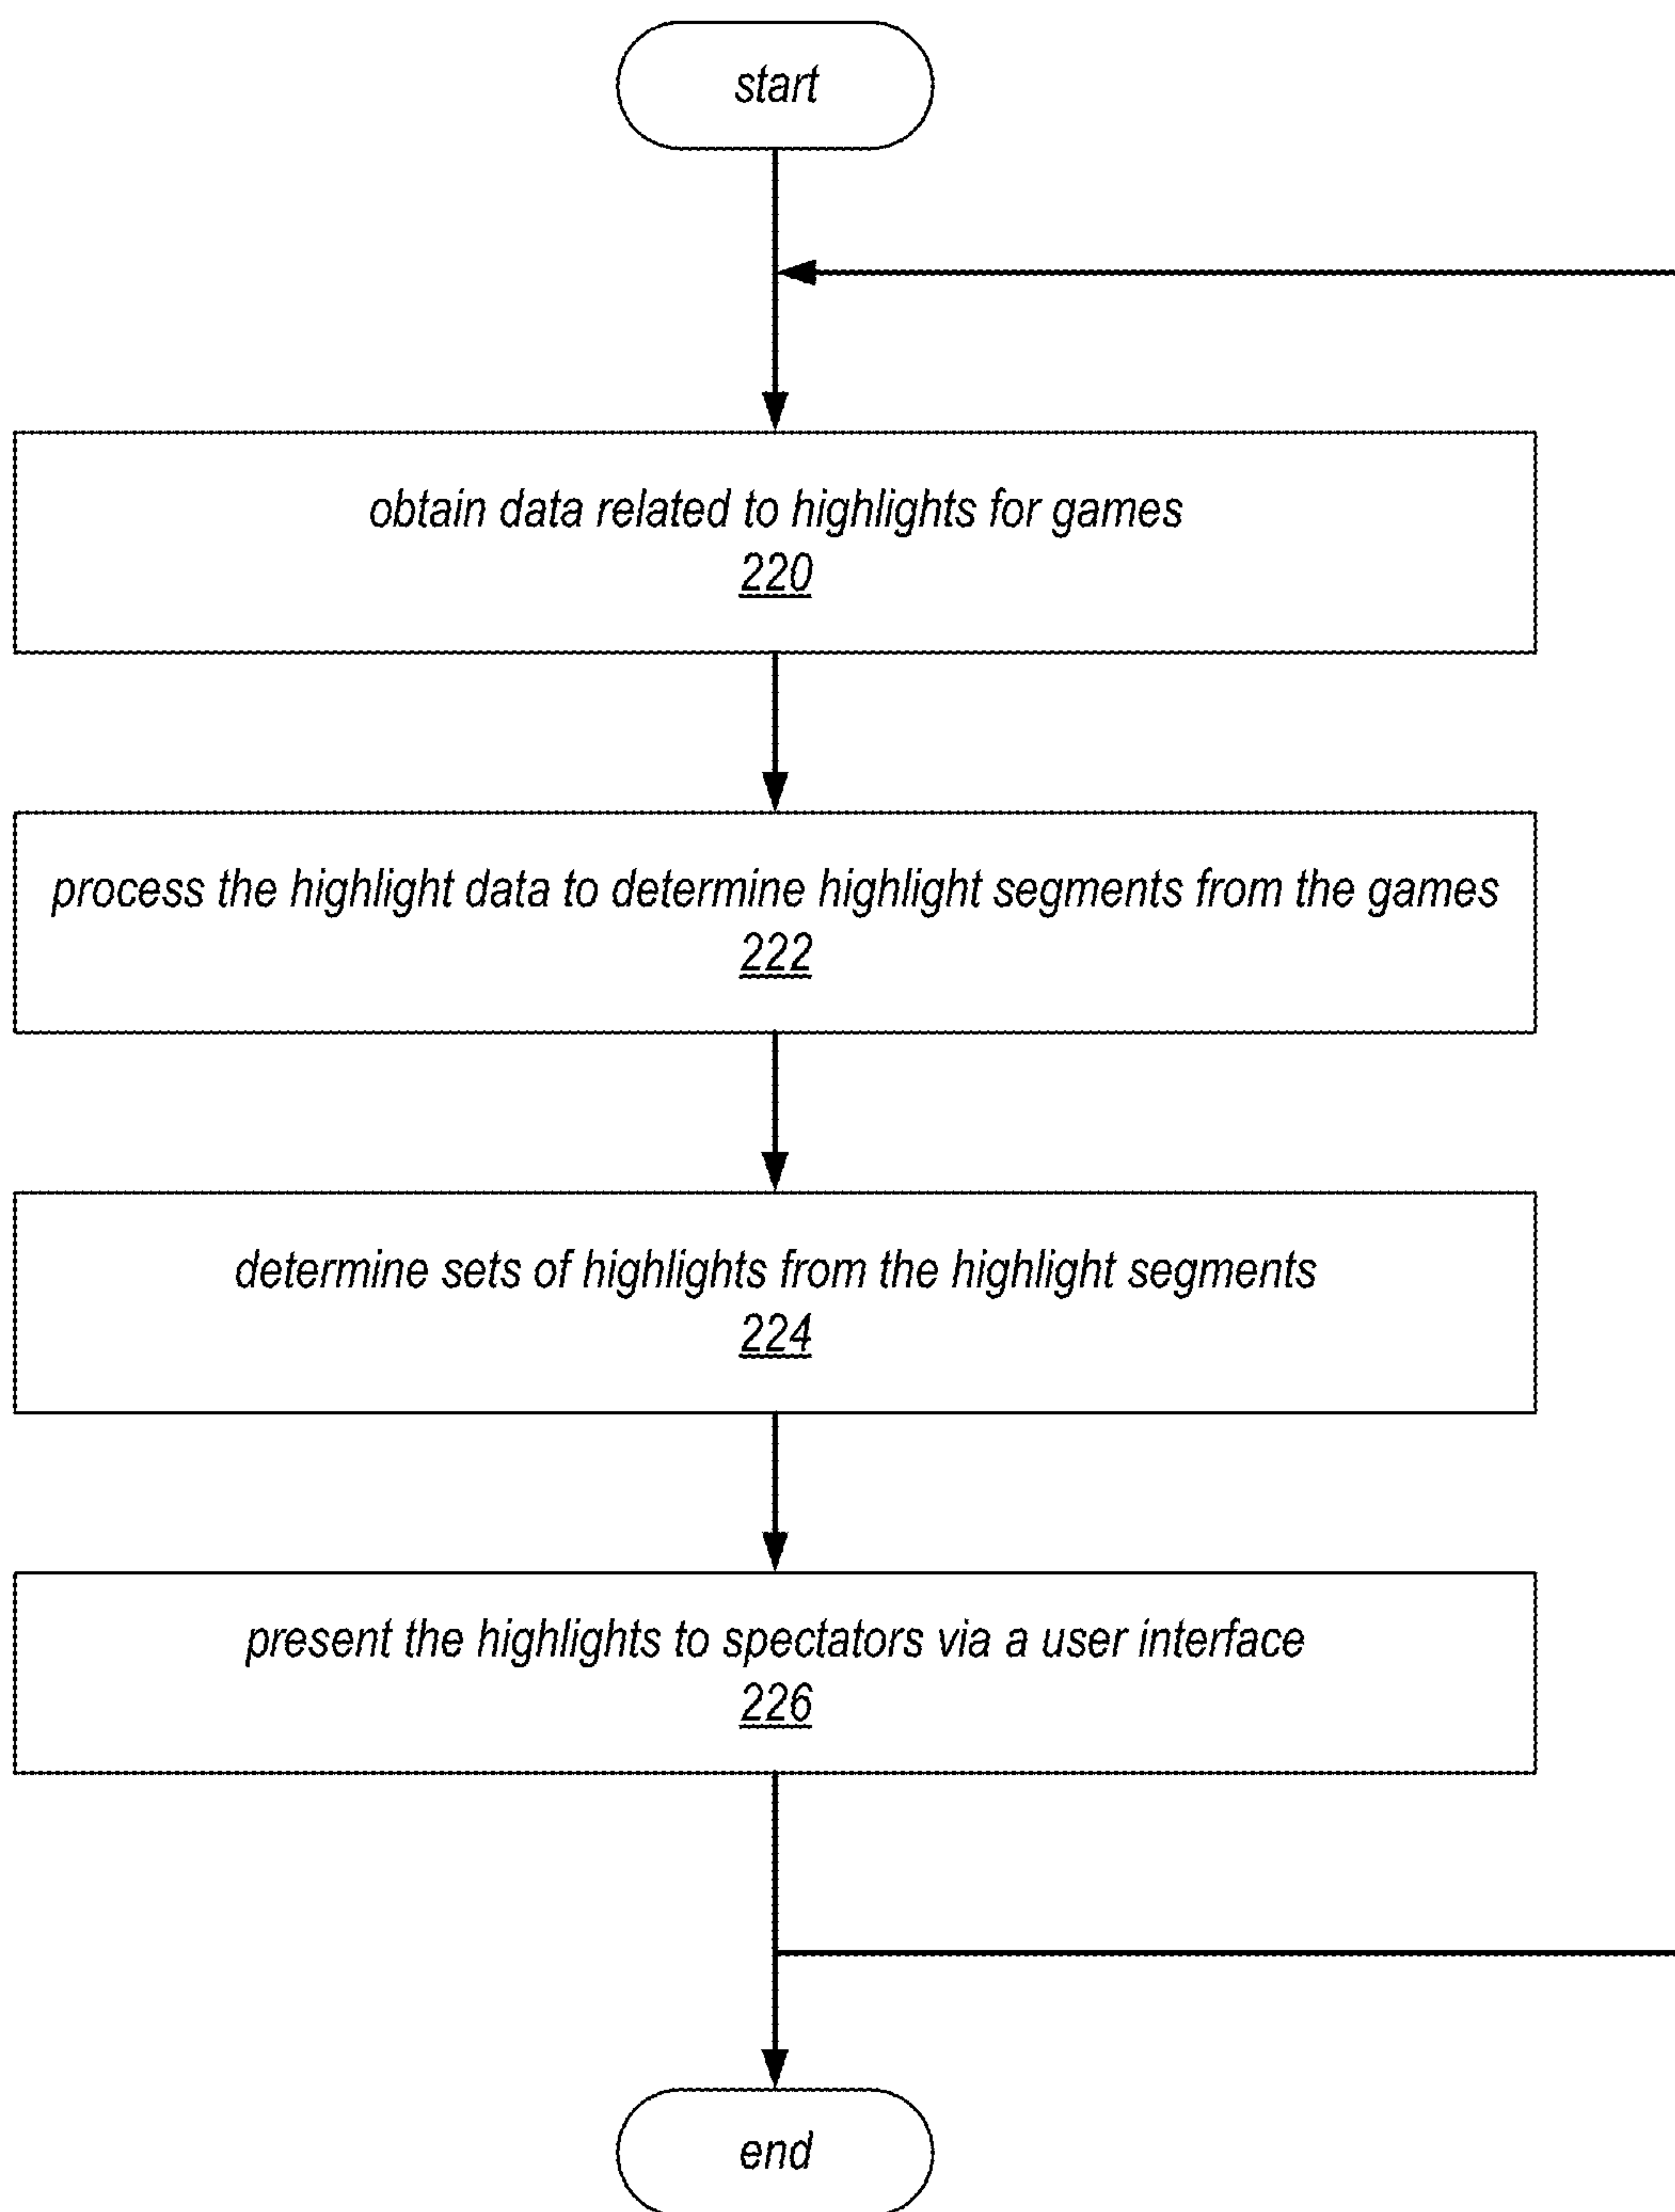 start
obtain data related to highlights for games
220
process the highlight data to determine highlight segments from the games
222
determine sets of highlights from the highlight segments
224
present the highlights to spectators via a user interface
226
end